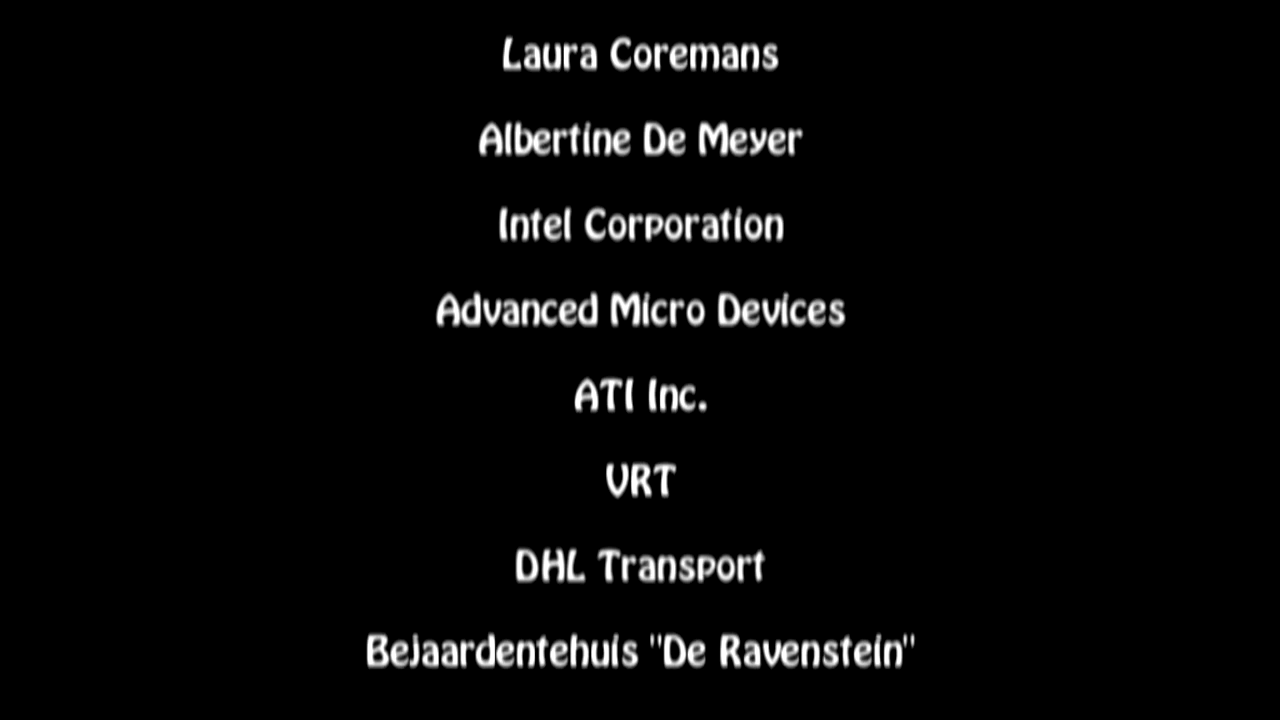 Laura Coremans
Albertine De Meyer
Intel Corporation
Advanced Micro Devices
ATI Inc.
VRT
DHL Transport
Bejaardentehuis "De Ravenstein"